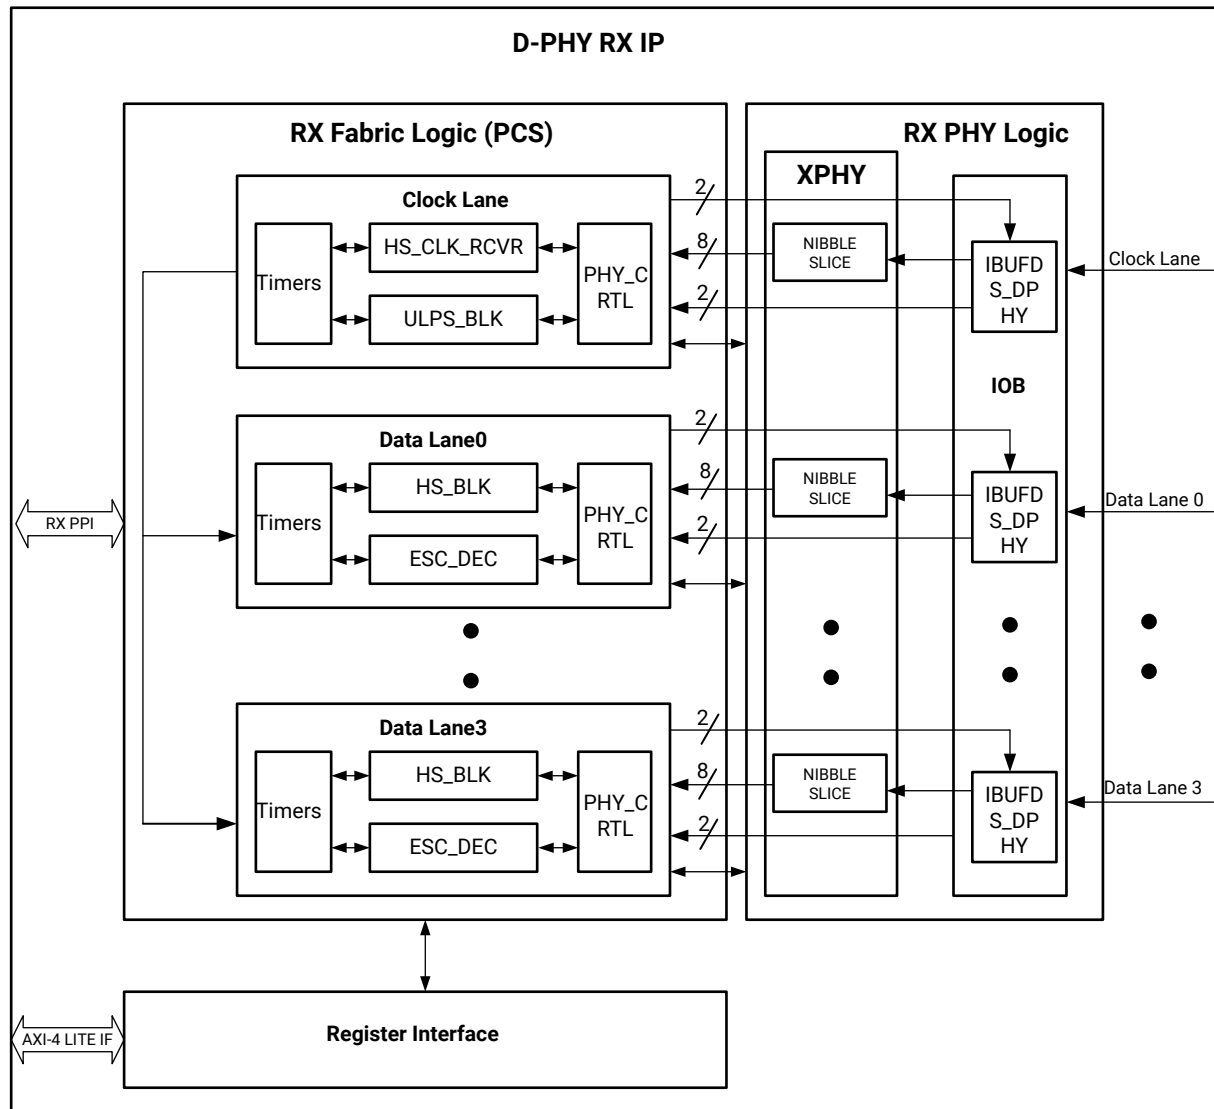 D-PHY RX IP
RX Fabric Logic (PCS)
RX PHY Logic
XPHY
Clock Lane
2
Timers
HS_CLK_RCVR
ULPS_BLK
PHY_C
RTL
8
2
NIBBLE
SLICE
IBUFD
S_DP
HY
Clock Lane
IOB
Data Lane0
2
Timers
HS_BLK
ESC_DEC
PHY_C
RTL
8
2
NIBBLE
SLICE
IBUFD
S_DP
HY
Data Lane 0
RX PPI
Data Lane3
2
Timers
HS_BLK
ESC_DEC
PHY_C
RTL
8
2
NIBBLE
SLICE
IBUFD
S_DP
HY
Data Lane 3
AXI-4 LITE IF
Register Interface